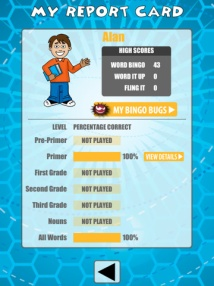 My Report Card
Alan
HIGH SCORES
WORD BINGO 43
WORD IT UP 0
FLING IT 0
MY BINGO BUGS
LEVEL PERCENTAGE CORRECT
Pre-Primer NOT PLAYED
Primer 100% VIEW DETAILS
First Grade NOT PLAYED
Second Grade NOT PLAYED
Third Grade NOT PLAYED
Nouns NOT PLAYED
All Words 100%